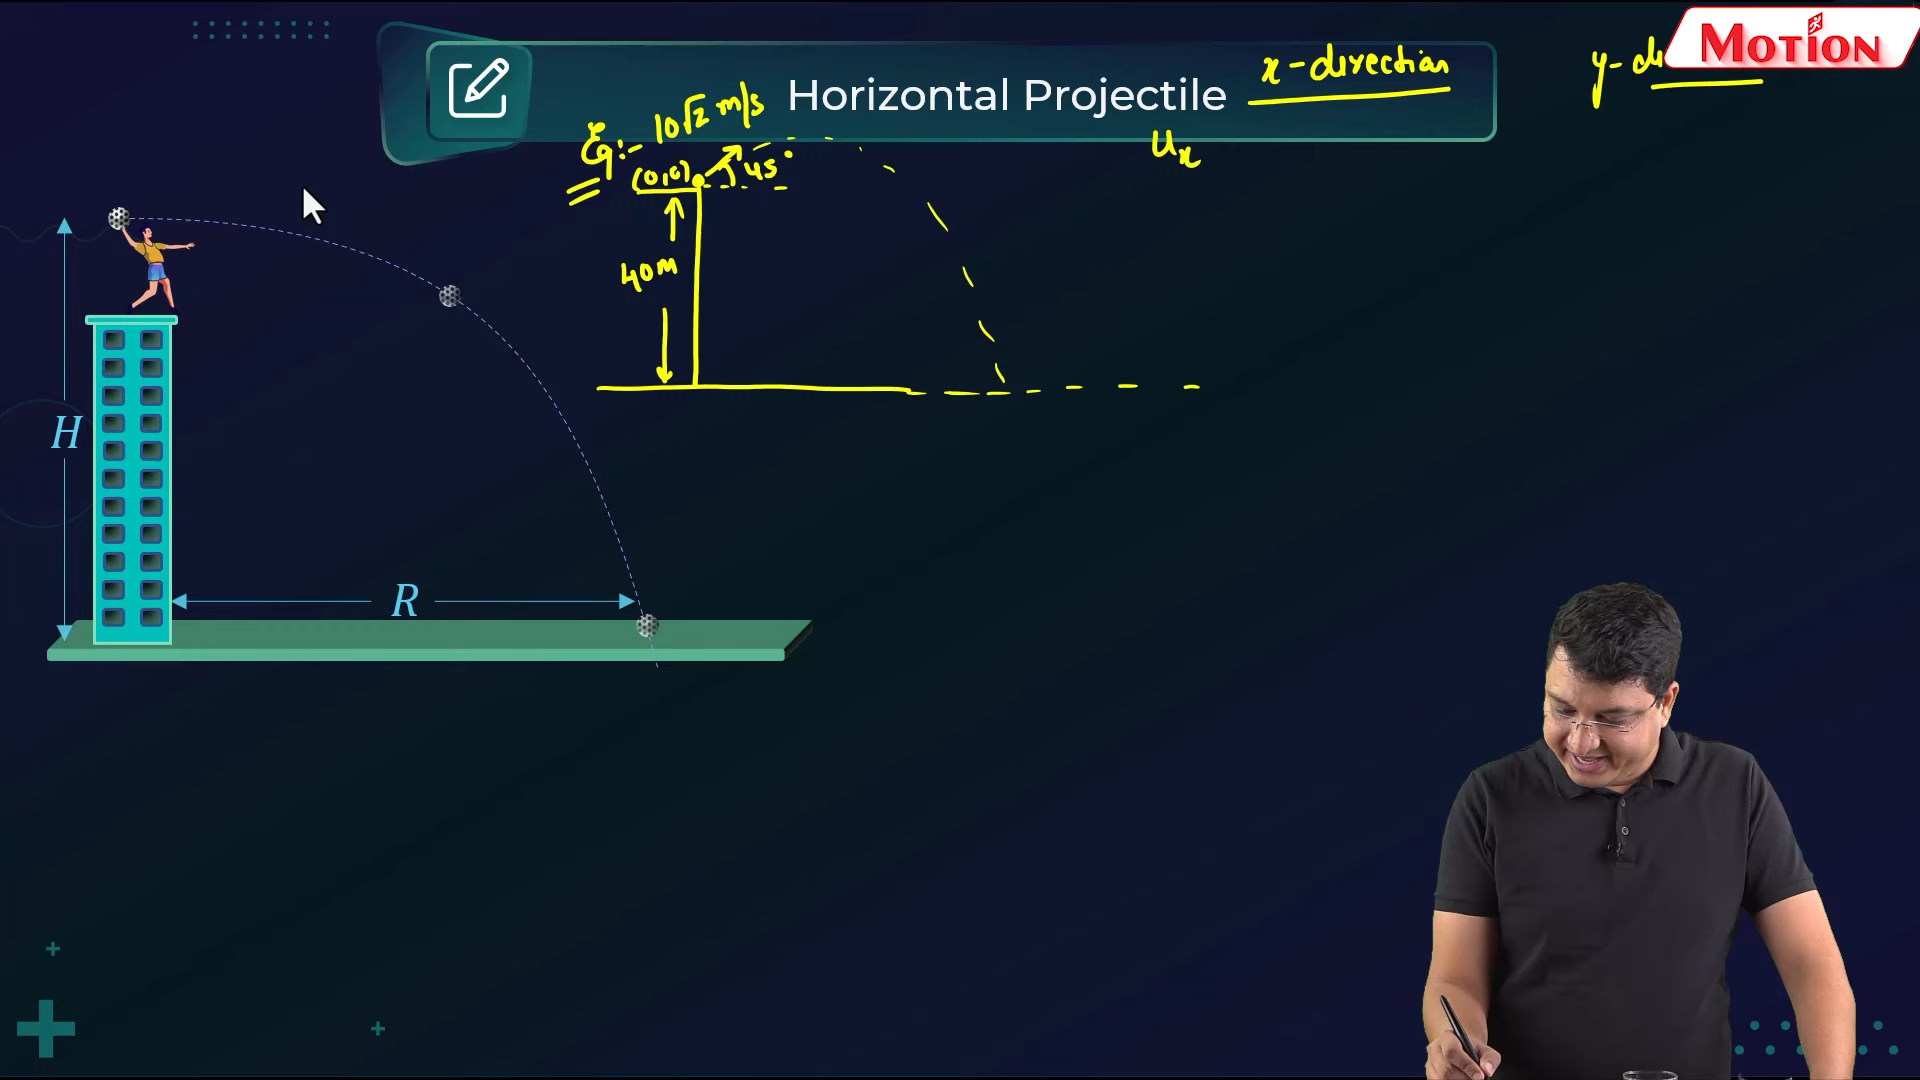 MOTION
x-direction
y-
Horizontal Projectile
Eg:- 10√2 m/s
(0,0)
45°
Ux
40m
H
R